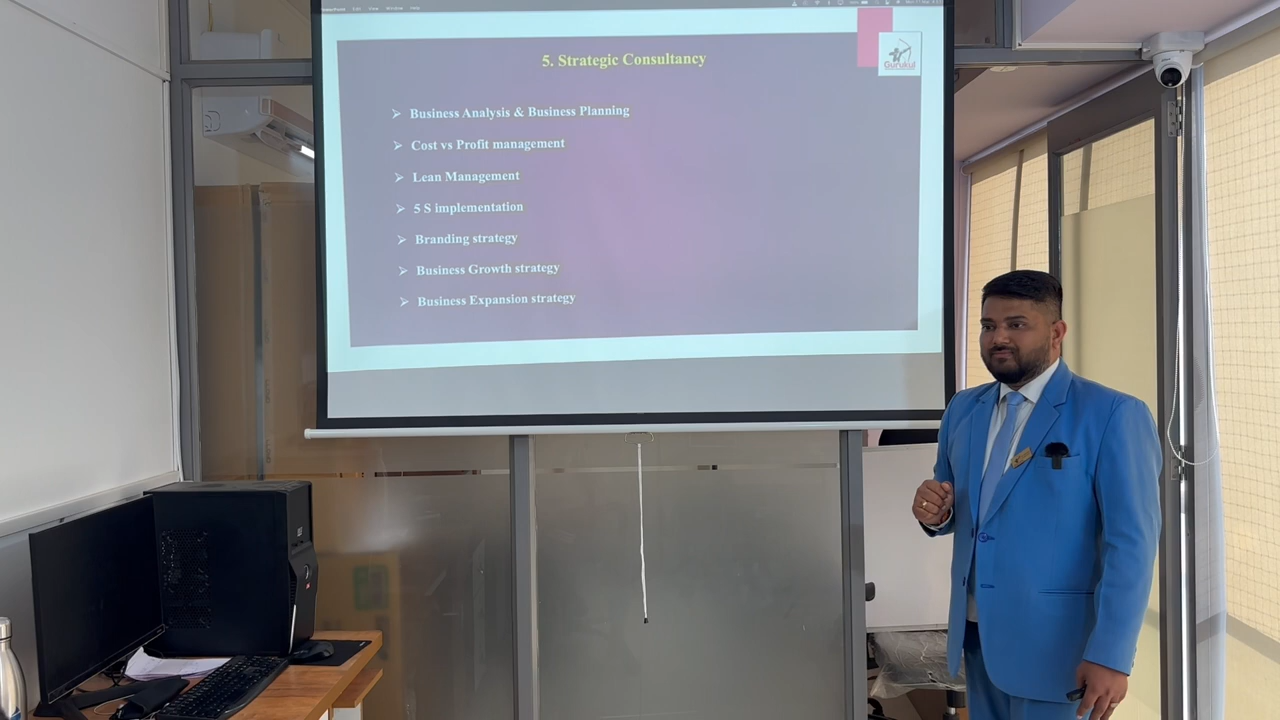 5. Strategic Consultancy
Gurukul
Business Analysis & Business Planning
Cost vs Profit management
Lean Management
5 S implementation
Branding strategy
Business Growth strategy
Business Expansion strategy